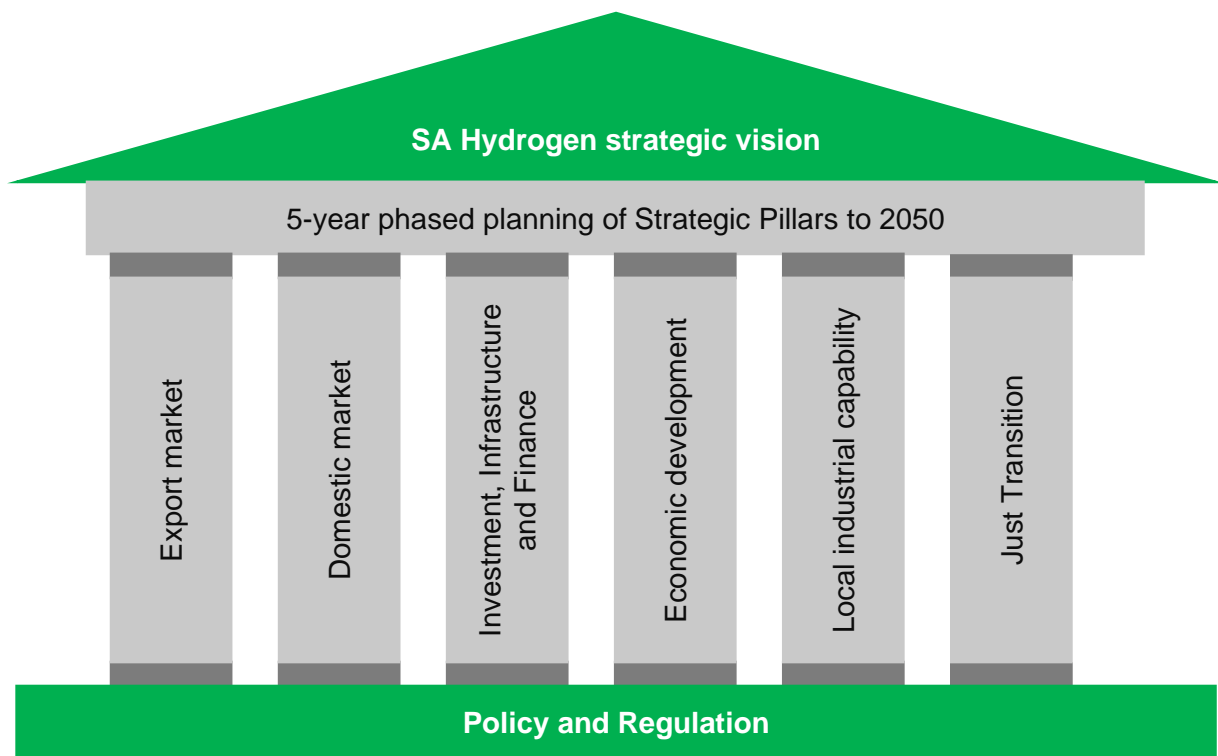 SA Hydrogen strategic vision
5-year phased planning of Strategic Pillars to 2050
Export market
Domestic market
Investment, Infrastructure
and Finance
Economic development
Local industrial capability
Just Transition
Policy and Regulation